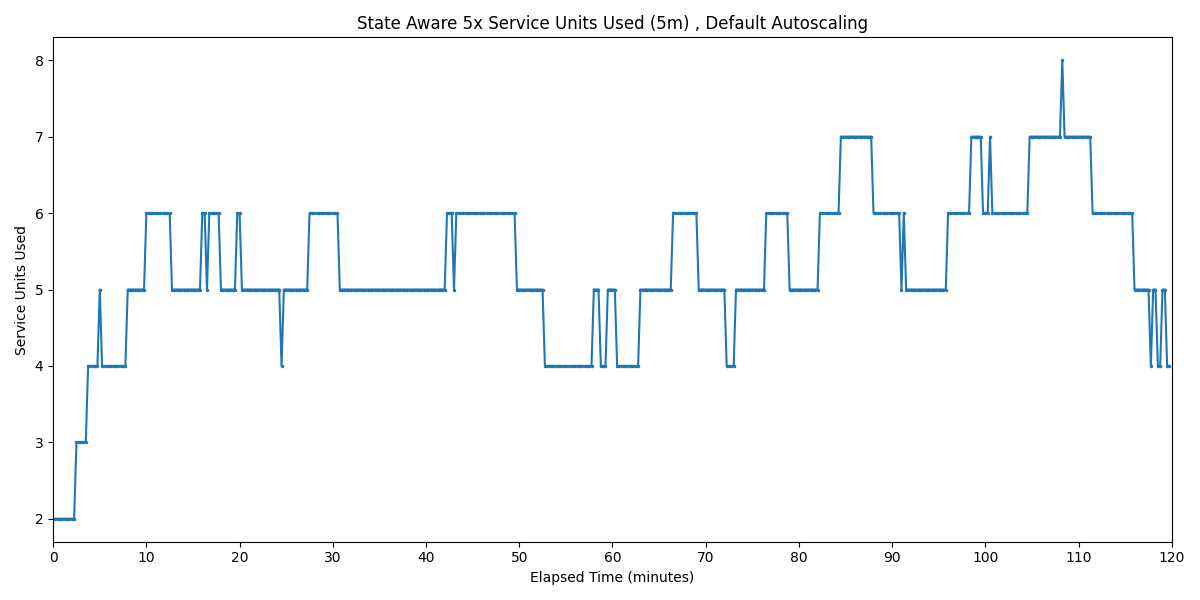 State Aware 5x Service Units Used (5m) , Default Autoscaling
8
7
6
5
4
3
2
Service Units Used
0 10 20 30 40 50 60 70 80 90 100 110 120
Elapsed Time (minutes)